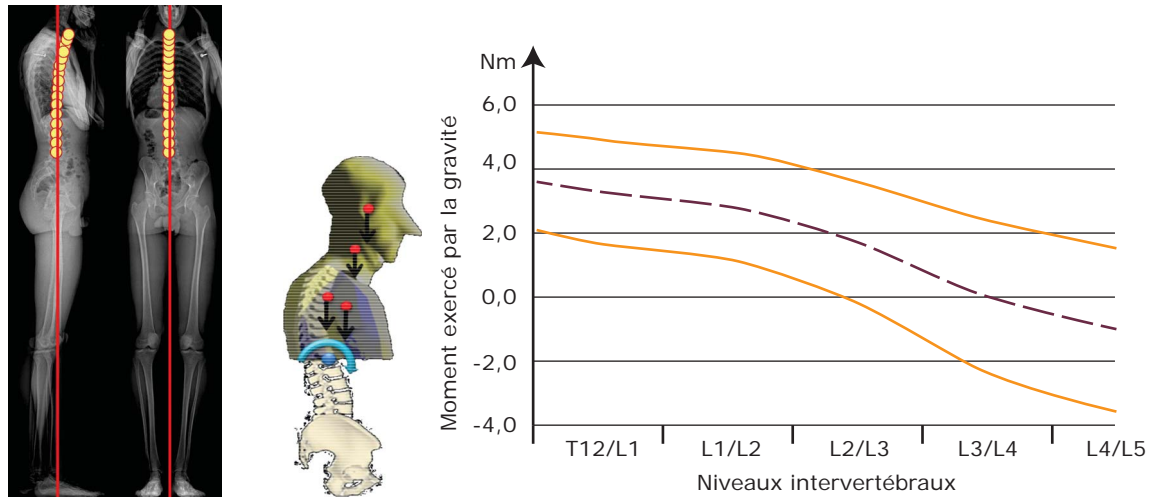 Nm
Moment exercé par la gravité
6,0
4,0
2,0
0,0
-2,0
-4,0
T12/L1 L1/L2 L2/L3 L3/L4 L4/L5
Niveaux intervertébraux